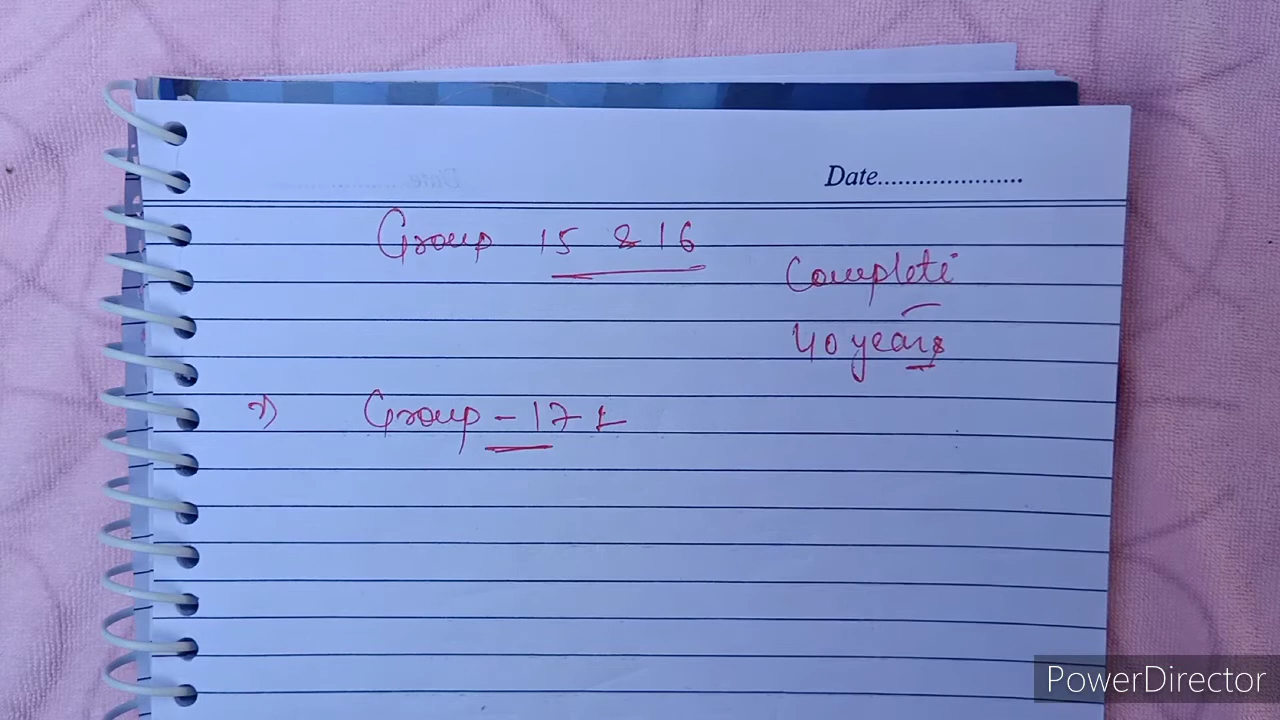 Date.....................
Group 15 & 16
Complete
40 years
Group - 17
PowerDirector